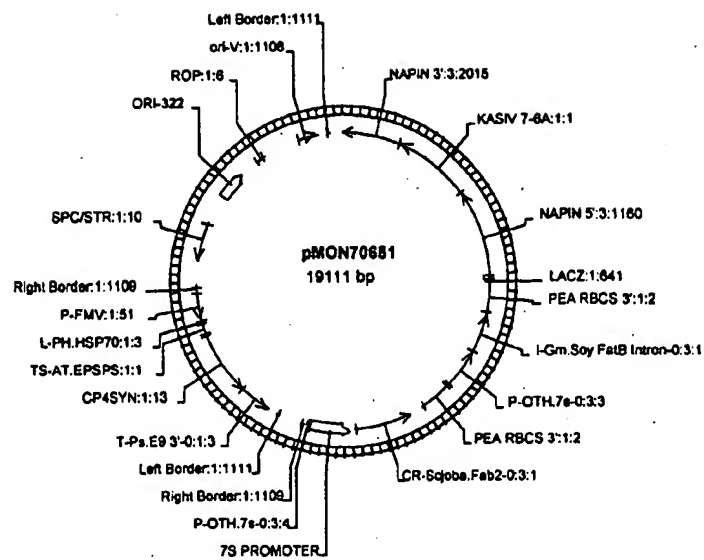 Left Border:1:1111
ori-V:1:1106
ROP:1:6
ORI-322
SPC/STR:1:10
Right Border:1:1109
P-FMV:1:51
L-PH.HSP70:1:3
TS-AT.EPSPS:1:1
CP4SYN:1:13
T-Ps.E9 3'-0:1:3
Left Border:1:1111
Right Border:1:1109
P-OTH.7s-0:3:4
7S PROMOTER
NAPIN 3':3:2015
KASIV 7-6A:1:1
NAPIN 5':3:1160
LACZ:1:641
PEA RBCS 3':1:2
I-Gm.Soy FatB Intron-0:3:1
P-OTH.7s-0:3:3
PEA RBCS 3':1:2
CR-Sojoba.Fab2-0:3:1
pMON70681
19111 bp